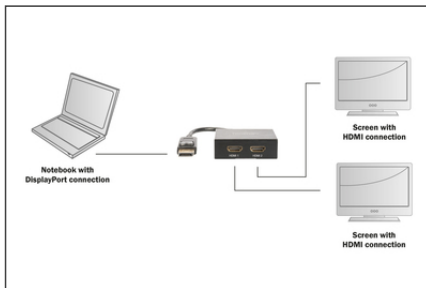 Notebook with
DisplayPort connection
Screen with
HDMI connection
Screen with
HDMI connection